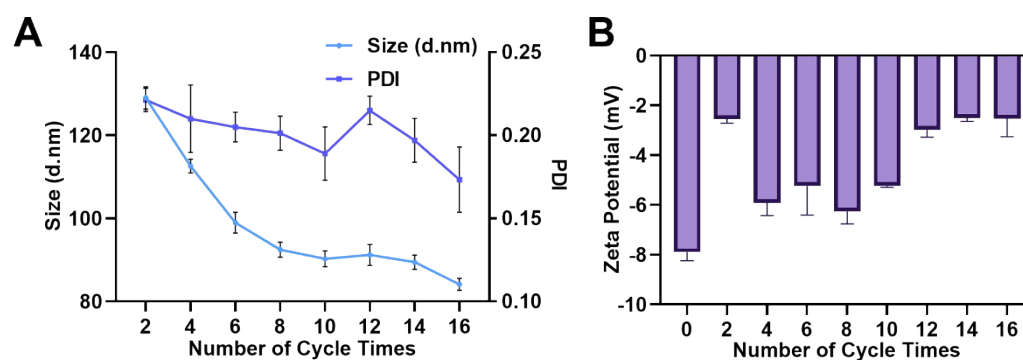 A
Size (d.nm)
PDI
140
120
100
80
Size (d.nm)
0.25
0.20
0.15
0.10
PDI
2 4 6 8 10 12 14 16
Number of Cycle Times
B
0
-2
-4
-6
-8
-10
Zeta Potential (mV)
0 2 4 6 8 10 12 14 16
Number of Cycle Times